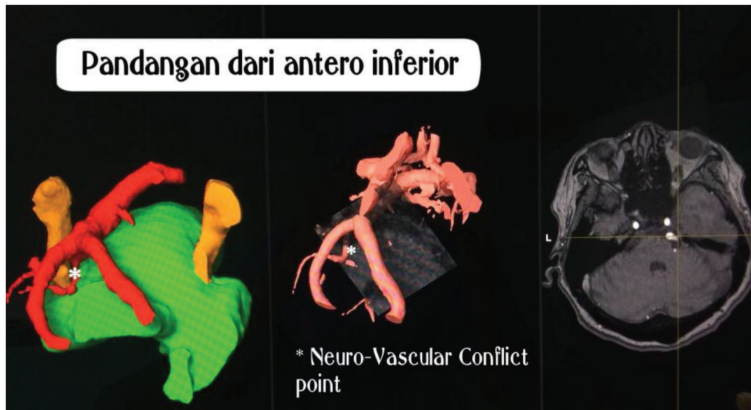 Pandangan dari antero inferior
*
*
L
* Neuro-Vascular Conflict
point